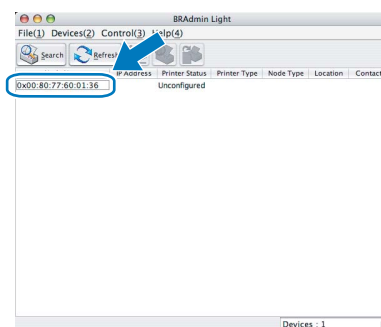 BRAdmin Light
File(1) Devices(2) Control(3) Help(4)
Search Refresh
IP Address Printer Status Printer Type Node Type Location Contact
0x00:80:77:60:01:36 Unconfigured
Devices : 1